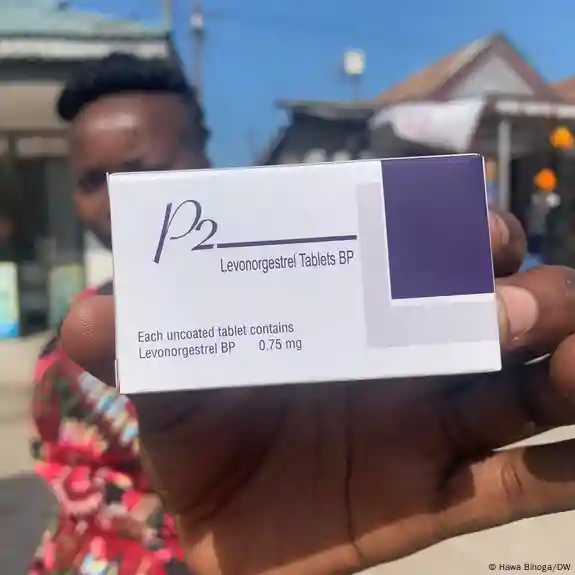 P2
Levonorgestrel Tablets BP
Each uncoated tablet contains
Levonorgestrel BP 0.75 mg
© Hawa Bihoga/DW